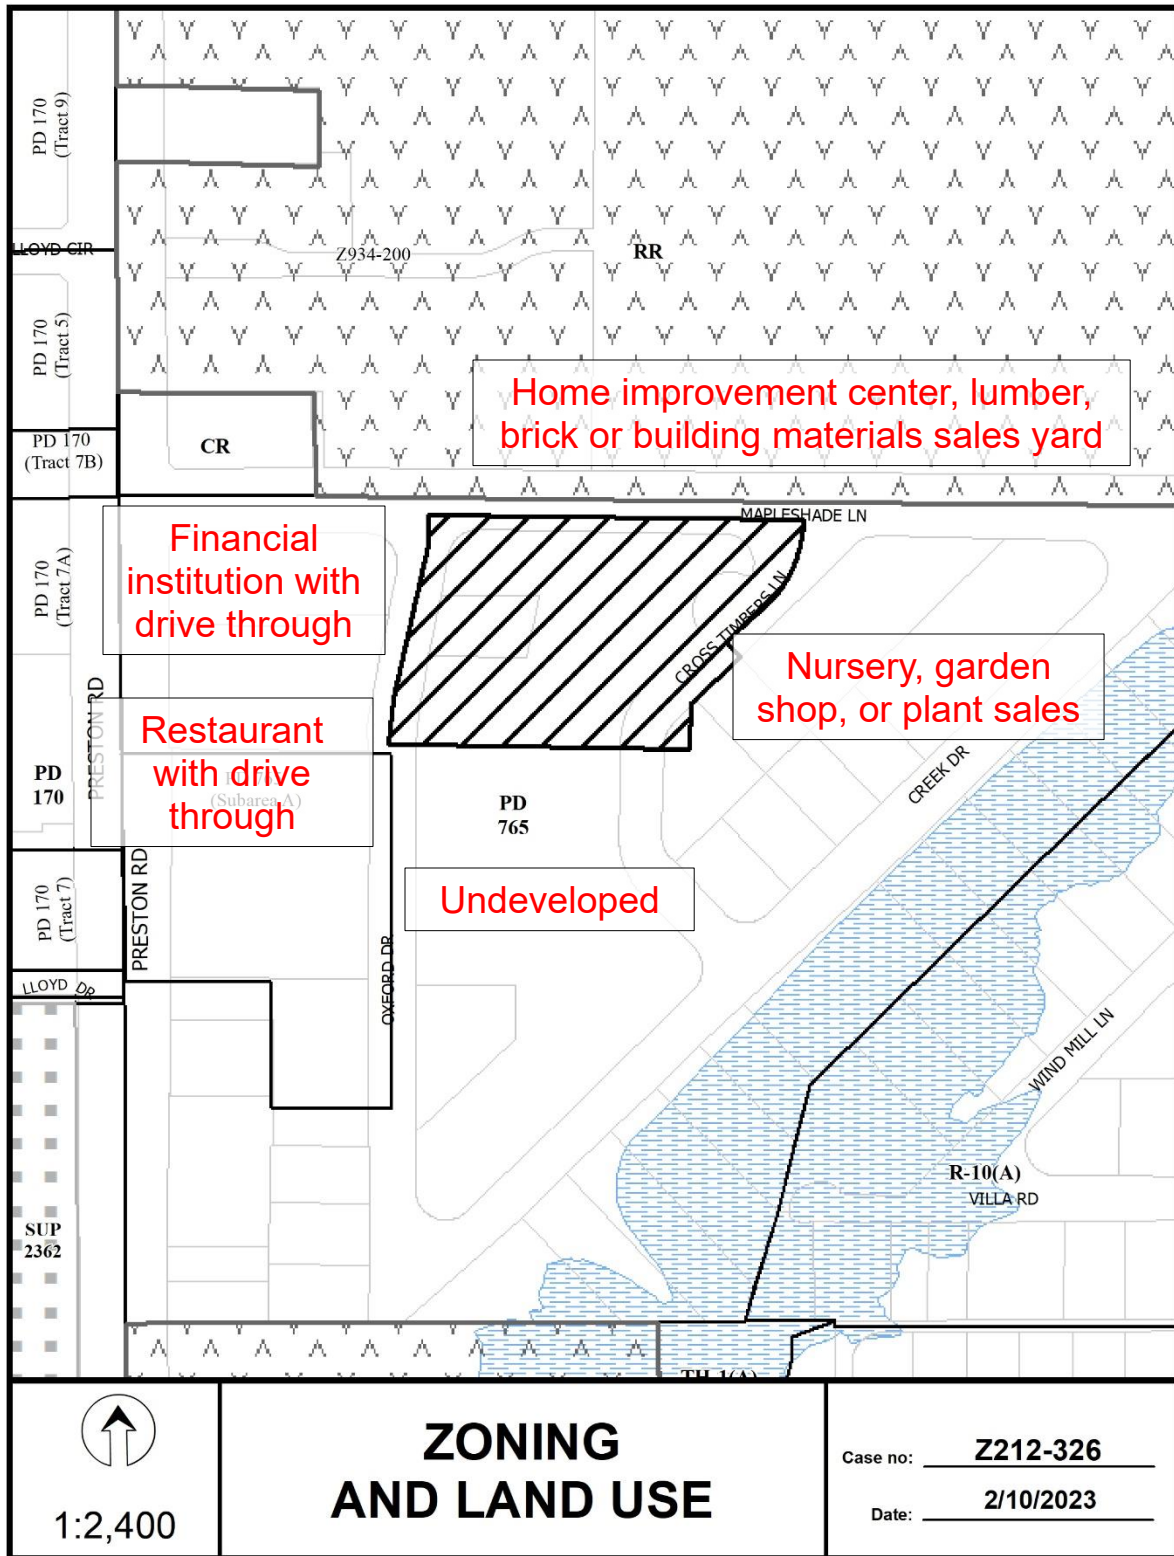 PD 170
(Tract 9)
LLOYD CIR
Z934-200
RR
PD 170
(Tract 5)
Home improvement center, lumber,
brick or building materials sales yard
PD 170
(Tract 7B)
CR
MAPLESHADE LN
Financial
institution with
drive through
PD 170
(Tract 7A)
CROSS TIMBERS LN
Nursery, garden
shop, or plant sales
PRESTON RD
Restaurant
with drive
through
(Subarea A)
PD
170
PD
765
CREEK DR
Undeveloped
PD 170
(Tract 7)
PRESTON RD
OXFORD DR
LLOYD DR
WIND MILL LN
R-10(A)
VILLA RD
SUP
2362
TH-1(A)
1:2,400
ZONING
AND LAND USE
Case no: Z212-326
Date: 2/10/2023